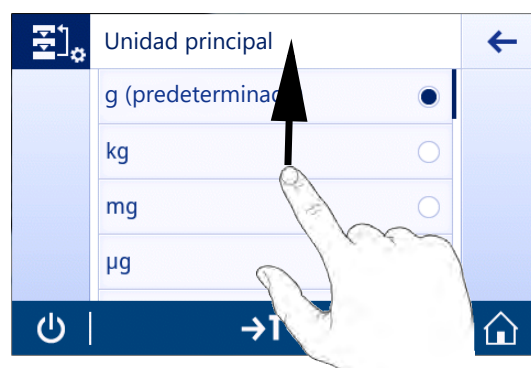 Unidad principal
g (predeterminad
kg
mg
µg
→T